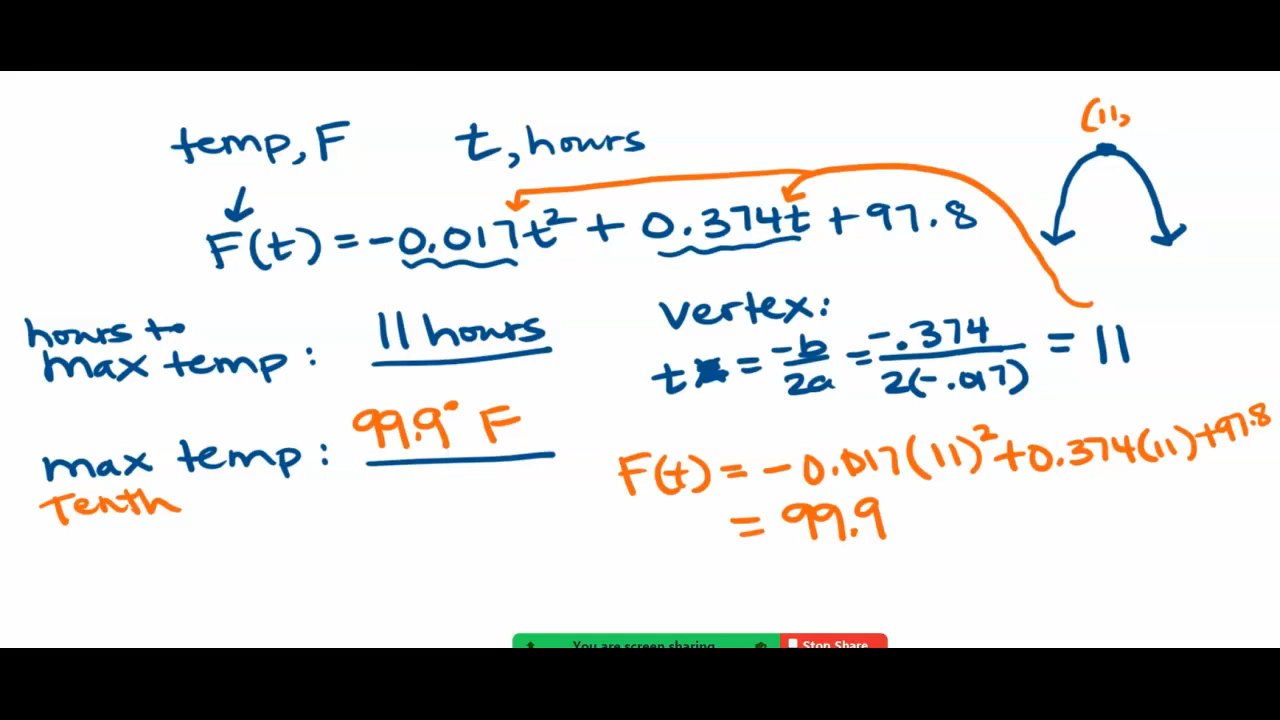 (11,
temp, F t, hours
F(t) = -0.017t² + 0.374t + 97.8
hours to
max temp: 11 hours
vertex:
t = -b/2a = -.374/2(-.017) = 11
max temp: 99.9° F
Tenth
F(t) = -0.017(11)² + 0.374(11) + 97.8
= 99.9
You are screen sharing Stop Share